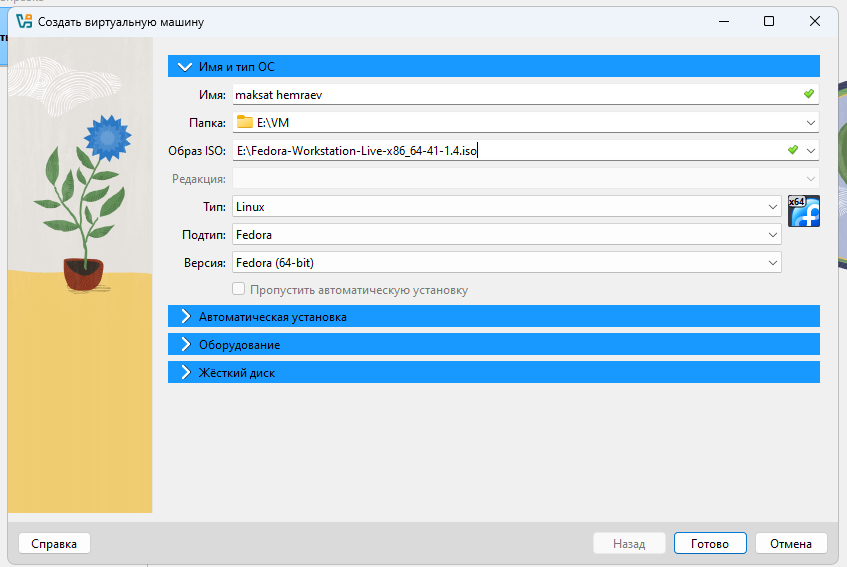 Создать виртуальную машину
Имя и тип ОС
Имя: maksat hemraev
Папка: E:\VM
Образ ISO: E:\Fedora-Workstation-Live-x86_64-41-1.4.iso
Редакция:
Тип: Linux
x64
Подтип: Fedora
Версия: Fedora (64-bit)
Пропустить автоматическую установку
Автоматическая установка
Оборудование
Жёсткий диск
Справка Назад Готово Отмена